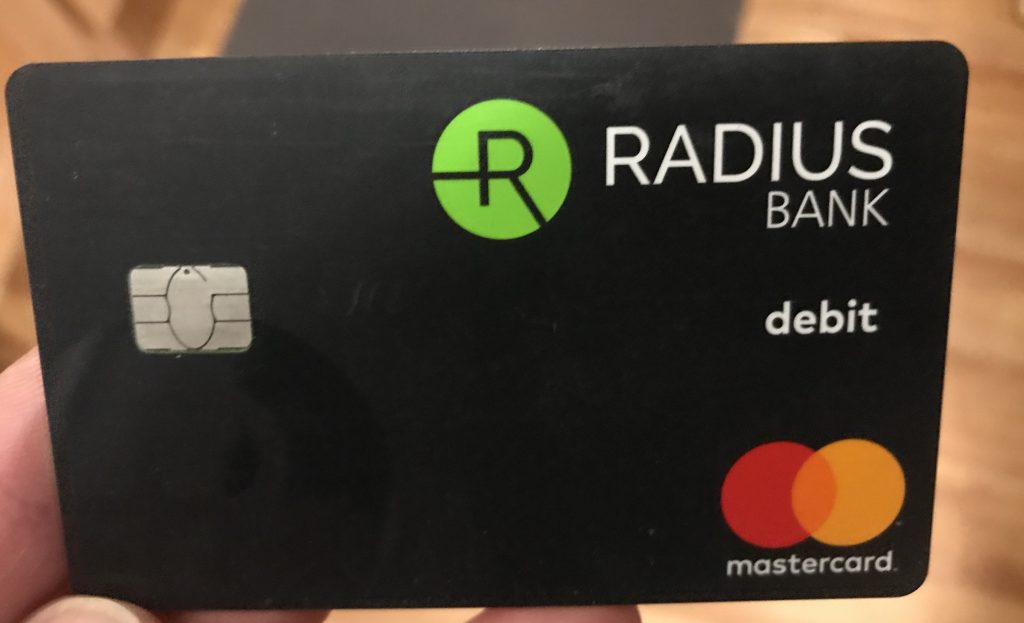 R
RADIUS
BANK
debit
mastercard.